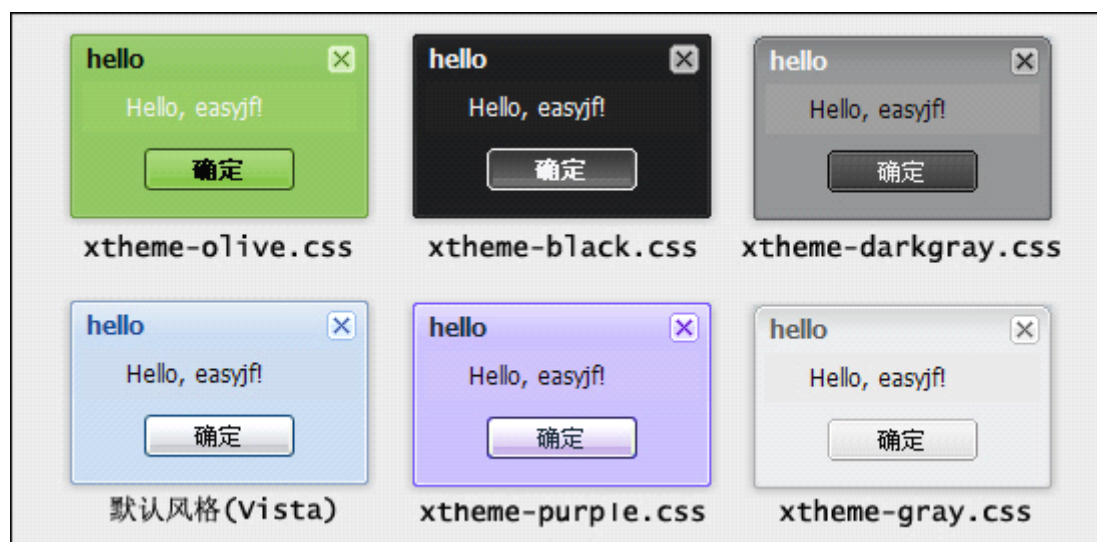 hello
Hello, easyjf!
确定
xtheme-olive.css
hello
Hello, easyjf!
确定
xtheme-black.css
hello
Hello, easyjf!
确定
xtheme-darkgray.css
hello
Hello, easyjf!
确定
默认风格(Vista)
hello
Hello, easyjf!
确定
xtheme-purple.css
hello
Hello, easyjf!
确定
xtheme-gray.css